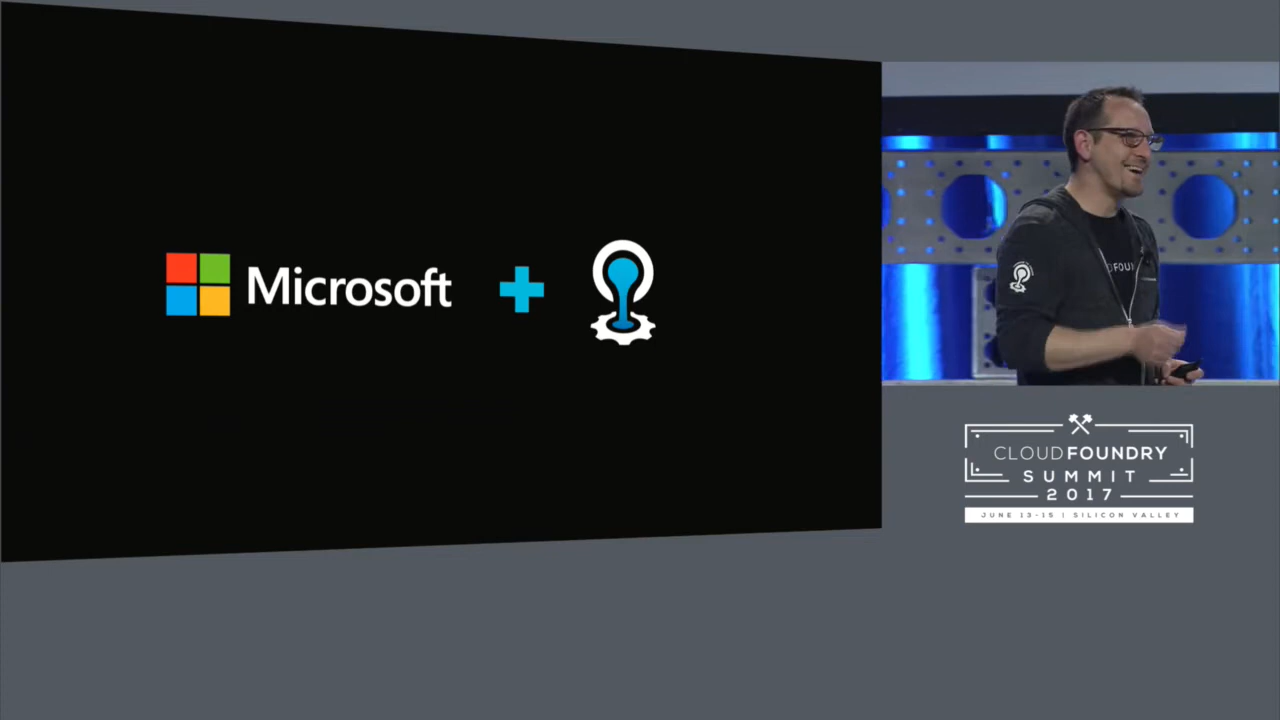 Microsoft
CLOUD FOUNDRY
SUMMIT
2017
JUNE 13-15 | SILICON VALLEY